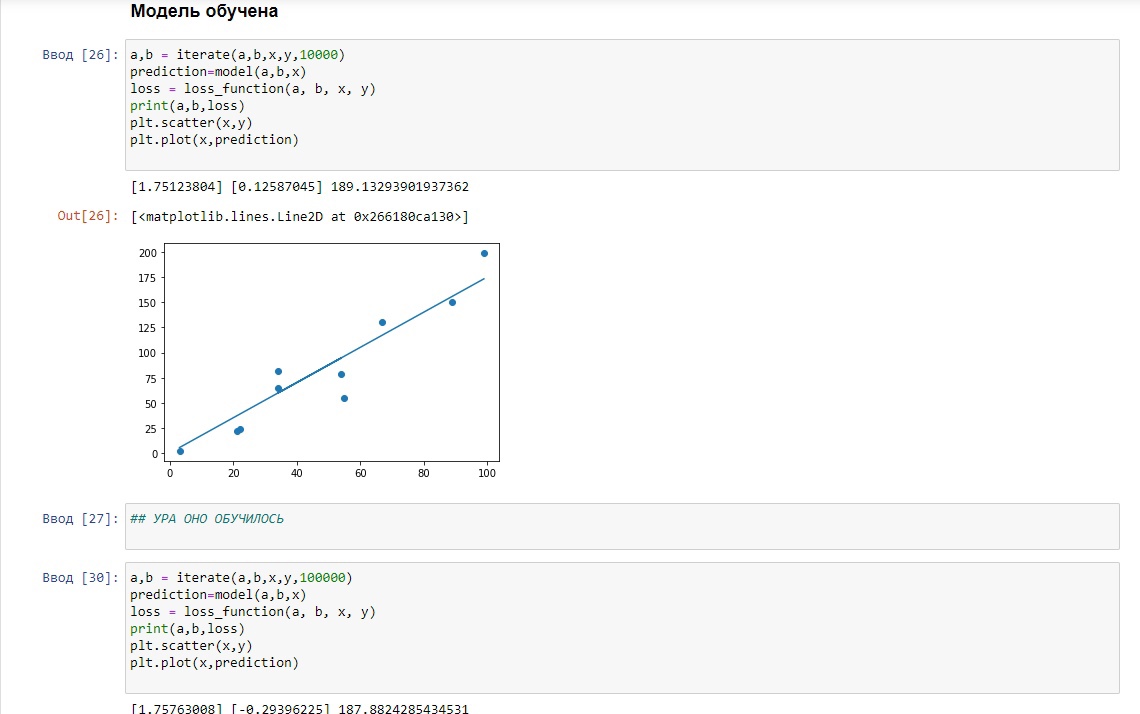 Модель обучена
Ввод [26]:
a,b = iterate(a,b,x,y,10000)
prediction=model(a,b,x)
loss = loss_function(a, b, x, y)
print(a,b,loss)
plt.scatter(x,y)
plt.plot(x,prediction)
[1.75123804] [0.12587045] 189.13293901937362
Out[26]: [<matplotlib.lines.Line2D at 0x266180ca130>]
200
175
150
125
100
75
50
25
0
0 20 40 60 80 100
Ввод [27]: ## УРА ОНО ОБУЧИЛОСЬ
Ввод [30]:
a,b = iterate(a,b,x,y,100000)
prediction=model(a,b,x)
loss = loss_function(a, b, x, y)
print(a,b,loss)
plt.scatter(x,y)
plt.plot(x,prediction)
[1.75763008] [-0.29396225] 187.8824285434531